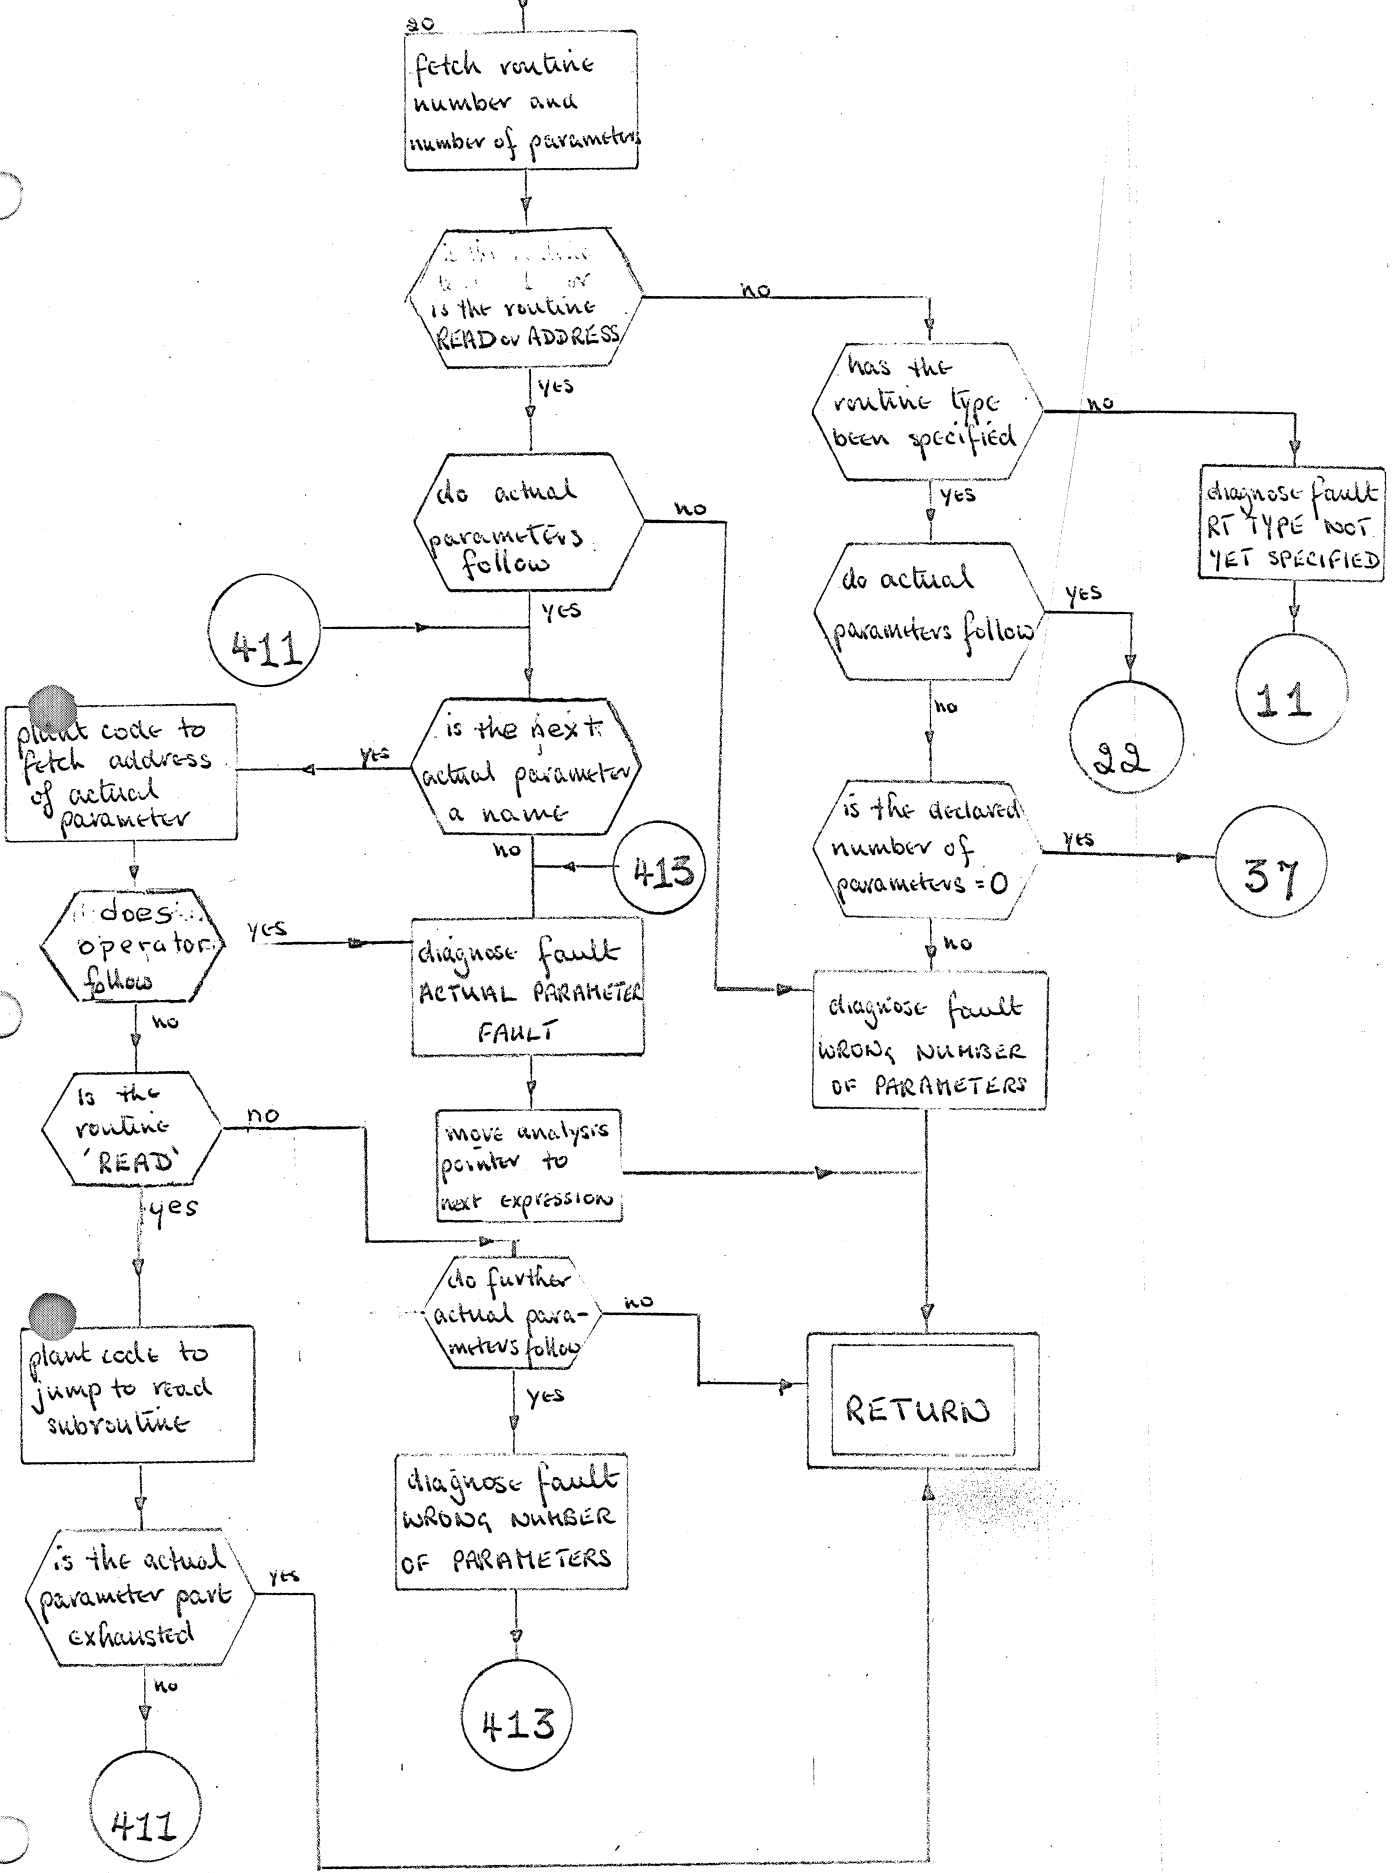 20
fetch routine
number and
number of parameters
is the routine
or
is the routine
READ or ADDRESS
no
yes
has the
routine type
been specified
no
yes
diagnose fault
RT TYPE NOT
YET SPECIFIED
11
do actual
parameters
follow
no
yes
411
do actual
parameters follow
yes
22
no
is the next
actual parameter
a name
yes
no
plant code to
fetch address
of actual
parameter
413
is the declared
number of
parameters = 0
yes
37
no
does
operator
follow
yes
no
diagnose fault
ACTUAL PARAMETER
FAULT
diagnose fault
WRONG NUMBER
OF PARAMETERS
is the
routine
'READ'
no
yes
move analysis
pointer to
next expression
do further
actual para-
meters follow
no
yes
RETURN
plant code to
jump to read
subroutine
diagnose fault
WRONG NUMBER
OF PARAMETERS
413
is the actual
parameter part
exhausted
yes
no
411